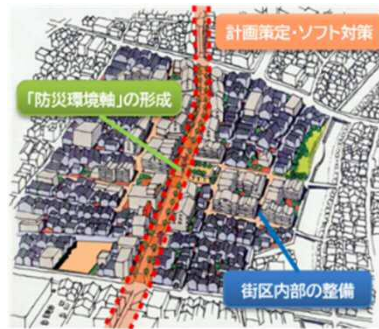 計画策定・ソフト対策
「防災環境軸」の形成
街区内部の整備